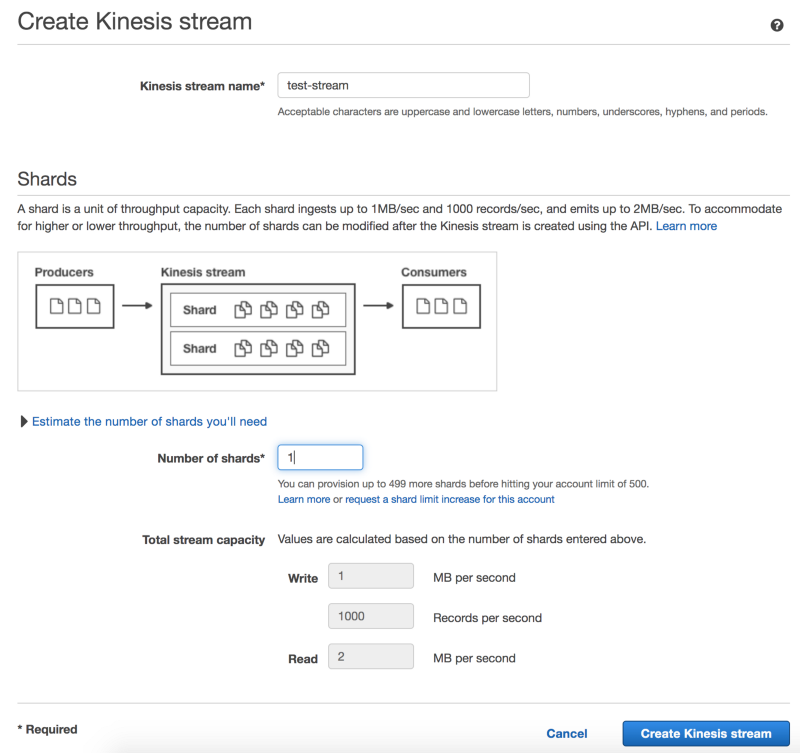 Create Kinesis stream
?
Kinesis stream name* test-stream
Acceptable characters are uppercase and lowercase letters, numbers, underscores, hyphens, and periods.
Shards
A shard is a unit of throughput capacity. Each shard ingests up to 1MB/sec and 1000 records/sec, and emits up to 2MB/sec. To accommodate
for higher or lower throughput, the number of shards can be modified after the Kinesis stream is created using the API. Learn more
Producers Kinesis stream Consumers
Shard
Shard
Estimate the number of shards you'll need
Number of shards* 1
You can provision up to 499 more shards before hitting your account limit of 500.
Learn more or request a shard limit increase for this account
Total stream capacity Values are calculated based on the number of shards entered above.
Write 1 MB per second
1000 Records per second
Read 2 MB per second
* Required
Cancel Create Kinesis stream